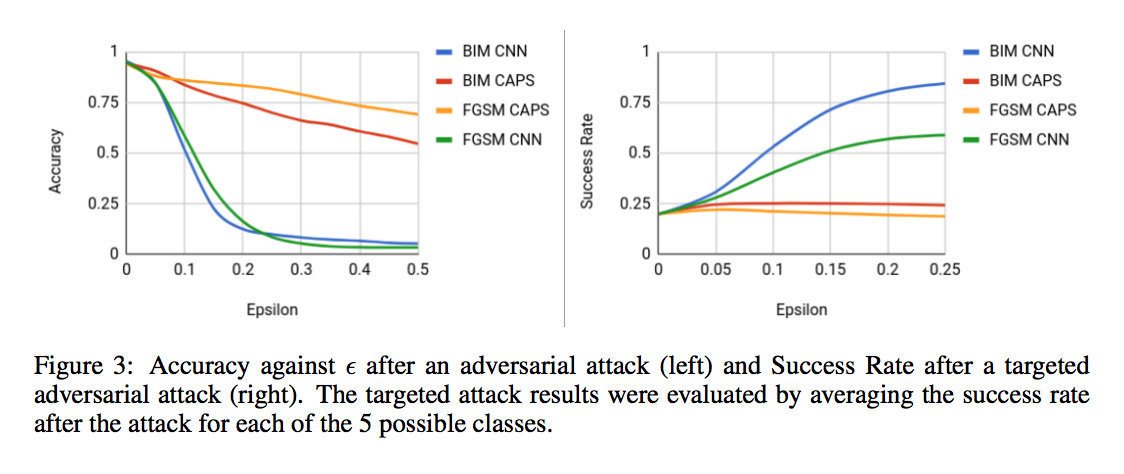 1
0.75
0.5
0.25
0
Accuracy
0 0.1 0.2 0.3 0.4 0.5
Epsilon
BIM CNN
BIM CAPS
FGSM CAPS
FGSM CNN
1
0.75
0.5
0.25
0
Success Rate
0 0.05 0.1 0.15 0.2 0.25
Epsilon
BIM CNN
BIM CAPS
FGSM CAPS
FGSM CNN
Figure 3: Accuracy against ϵ after an adversarial attack (left) and Success Rate after a targeted
adversarial attack (right). The targeted attack results were evaluated by averaging the success rate
after the attack for each of the 5 possible classes.